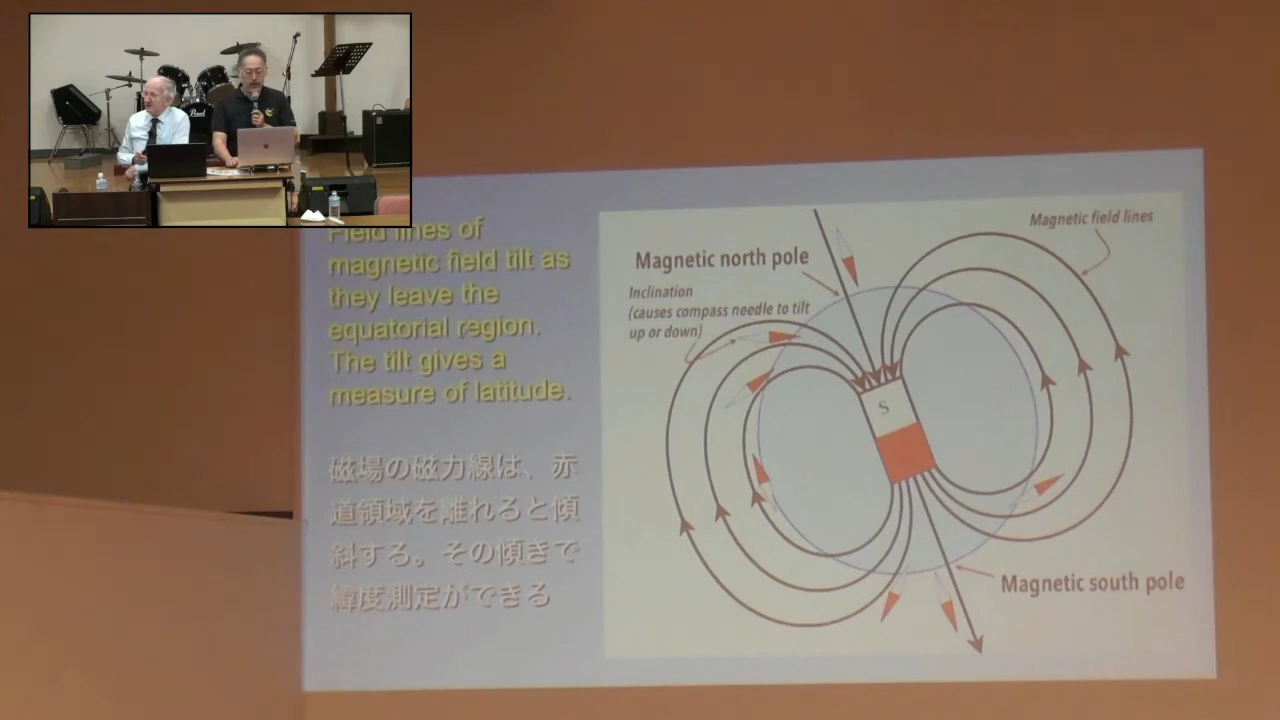 Field lines of
magnetic field tilt as
they leave the
equatorial region.
The tilt gives a
measure of latitude.
磁場の磁力線は、赤
道領域を離れると傾
斜する。その傾きで
緯度測定ができる
Magnetic field lines
Magnetic north pole
Inclination
(causes compass needle to tilt
up or down)
S
Magnetic south pole
Pearl